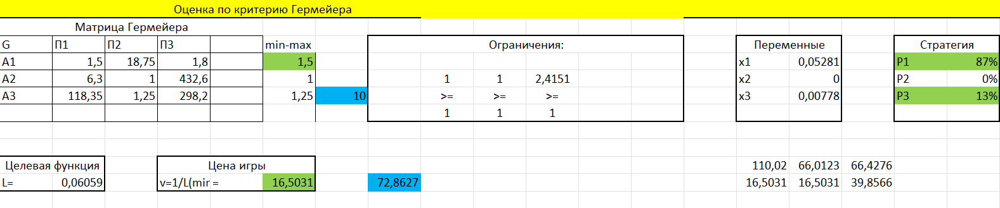 Оценка по критерию Гермейера
Матрица Гермейера
G П1 П2 П3 min-max Ограничения: Переменные Стратегия
A1 1,5 18,75 1,8 1,5 x1 0,05281 P1 87%
A2 6,3 1 432,6 1 1 1 2,4151 x2 0 P2 0%
A3 118,35 1,25 298,2 1,25 10 >= >= >= x3 0,00778 P3 13%
1 1 1
Целевая функция Цена игры 110,02 66,0123 66,4276
L= 0,06059 v=1/L(mir = 16,5031 72,8627 16,5031 16,5031 39,8566